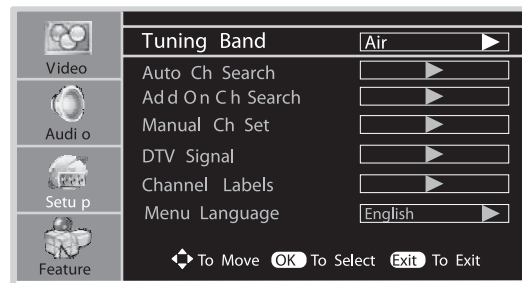 Video
Audi o
Setu p
Feature
Tuning Band Air
Auto Ch Search
Ad d On C h Search
Manual Ch Set
DTV Signal
Channel Labels
Menu Language English
To Move OK To Select Exit To Exit